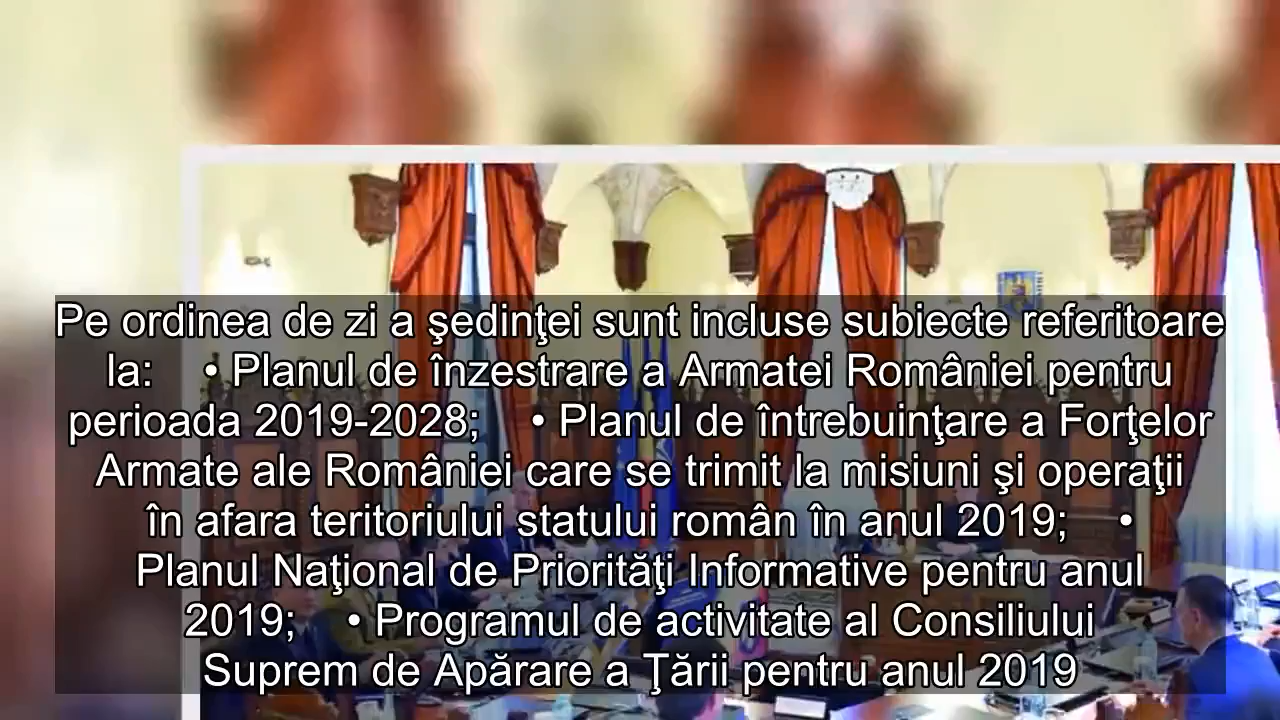 Pe ordinea de zi a şedinţei sunt incluse subiecte referitoare
la: • Planul de înzestrare a Armatei României pentru
perioada 2019-2028; • Planul de întrebuinţare a Forţelor
Armate ale României care se trimit la misiuni şi operaţii
în afara teritoriului statului român în anul 2019; •
Planul Naţional de Priorităţi Informative pentru anul
2019; • Programul de activitate al Consiliului
Suprem de Apărare a Ţării pentru anul 2019